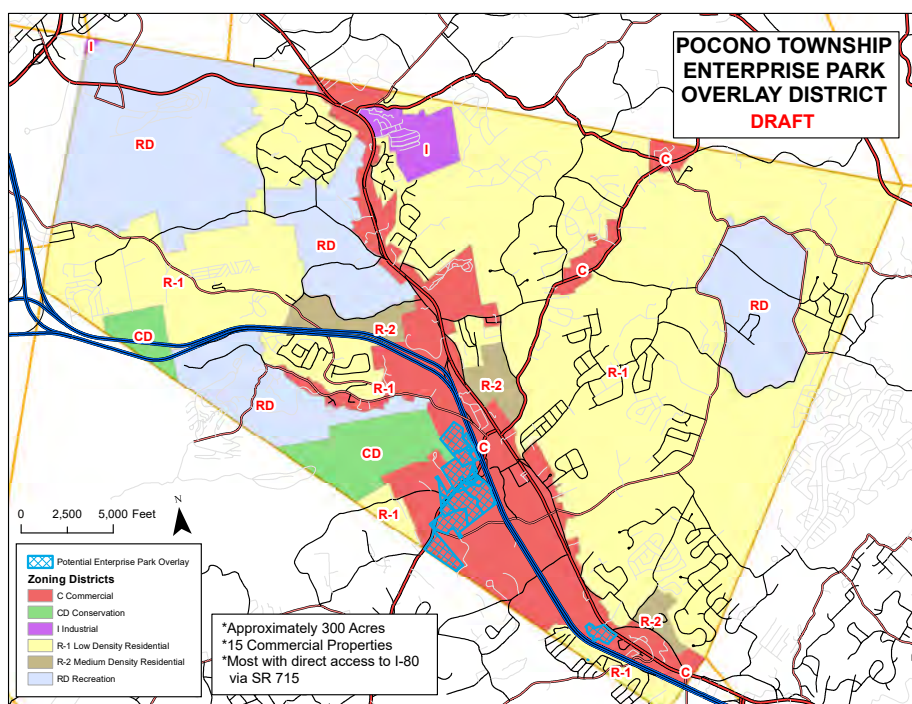 POCONO TOWNSHIP
ENTERPRISE PARK
OVERLAY DISTRICT
DRAFT
I
RD
I
C
RD
C
R-1
RD
CD
R-2
R-2
R-1
R-1
RD
C
CD
R-1
R-2
R-1
C
N
0 2,500 5,000 Feet
Potential Enterprise Park Overlay
Zoning Districts
C Commercial
CD Conservation
I Industrial
R-1 Low Density Residential
R-2 Medium Density Residential
RD Recreation
*Approximately 300 Acres
*15 Commercial Properties
*Most with direct access to I-80
via SR 715